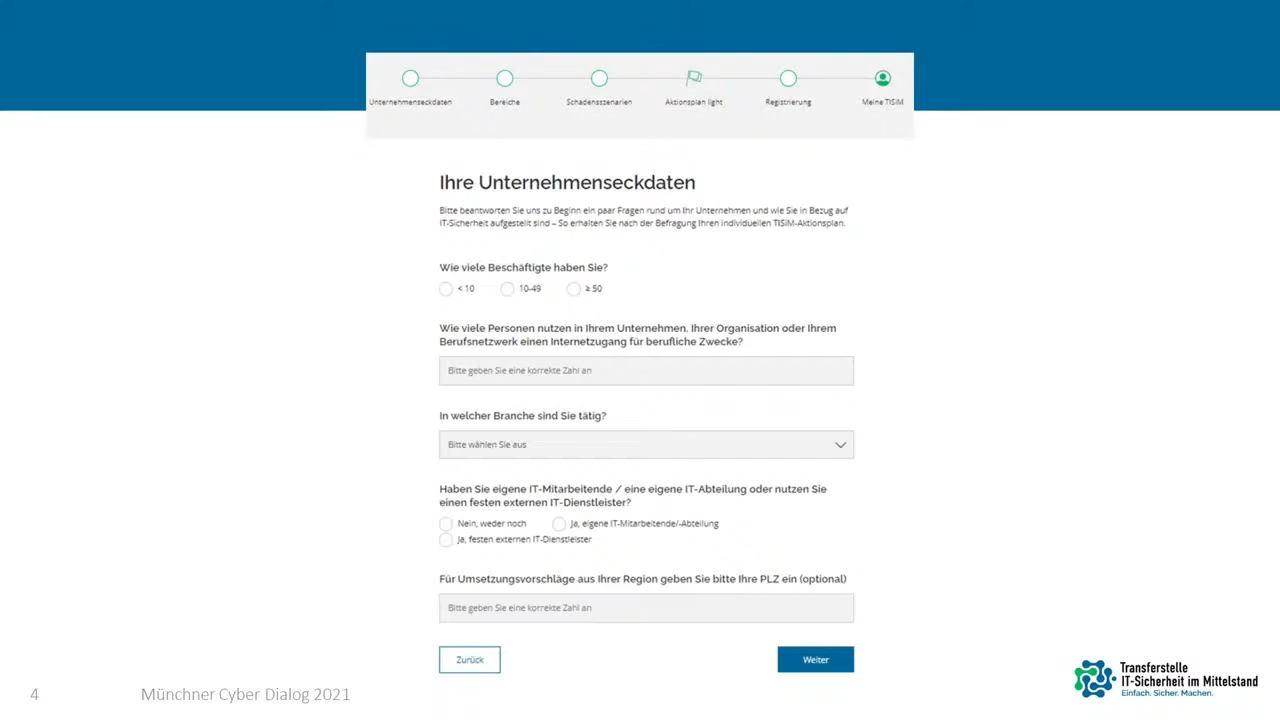 Unternehmenseckdaten
Bereiche
Schadensszenarien
Aktionsplan light
Registrierung
Meine TISiM
Ihre Unternehmenseckdaten
Bitte beantworten Sie uns zu Beginn ein paar Fragen rund um Ihr Unternehmen und wie Sie in Bezug auf
IT-Sicherheit aufgestellt sind – So erhalten Sie nach der Befragung Ihren individuellen TISiM-Aktionsplan.
Wie viele Beschäftigte haben Sie?
< 10 10-49 ≥ 50
Wie viele Personen nutzen in Ihrem Unternehmen, Ihrer Organisation oder Ihrem
Berufsnetzwerk einen Internetzugang für berufliche Zwecke?
Bitte geben Sie eine korrekte Zahl an
In welcher Branche sind Sie tätig?
Bitte wählen Sie aus
Haben Sie eigene IT-Mitarbeitende / eine eigene IT-Abteilung oder nutzen Sie
einen festen externen IT-Dienstleister?
Nein, weder noch Ja, eigene IT-Mitarbeitende/-Abteilung
Ja, festen externen IT-Dienstleister
Für Umsetzungsvorschläge aus Ihrer Region geben Sie bitte Ihre PLZ ein (optional)
Bitte geben Sie eine korrekte Zahl an
Zurück
Weiter
Transferstelle
IT-Sicherheit im Mittelstand
Einfach. Sicher. Machen.
4
Münchner Cyber Dialog 2021